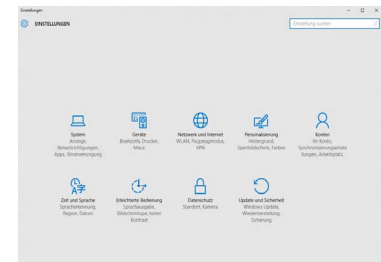 Einstellungen
EINSTELLUNGEN
Einstellung suchen
System
Anzeige,
Benachrichtigungen,
Apps, Stromversorgung
Geräte
Bluetooth, Drucker,
Maus
Netzwerk und Internet
WLAN, Flugzeugmodus,
VPN
Personalisierung
Hintergrund,
Sperrbildschirm, Farben
Konten
Ihr Konto,
Synchronisierungseinste
llungen, Arbeitsplatz,
Zeit und Sprache
Spracherkennung,
Region, Datum
Erleichterte Bedienung
Sprachausgabe,
Bildschirmlupe, hoher
Kontrast
Datenschutz
Standort, Kamera
Update und Sicherheit
Windows Update,
Wiederherstellung,
Sicherung